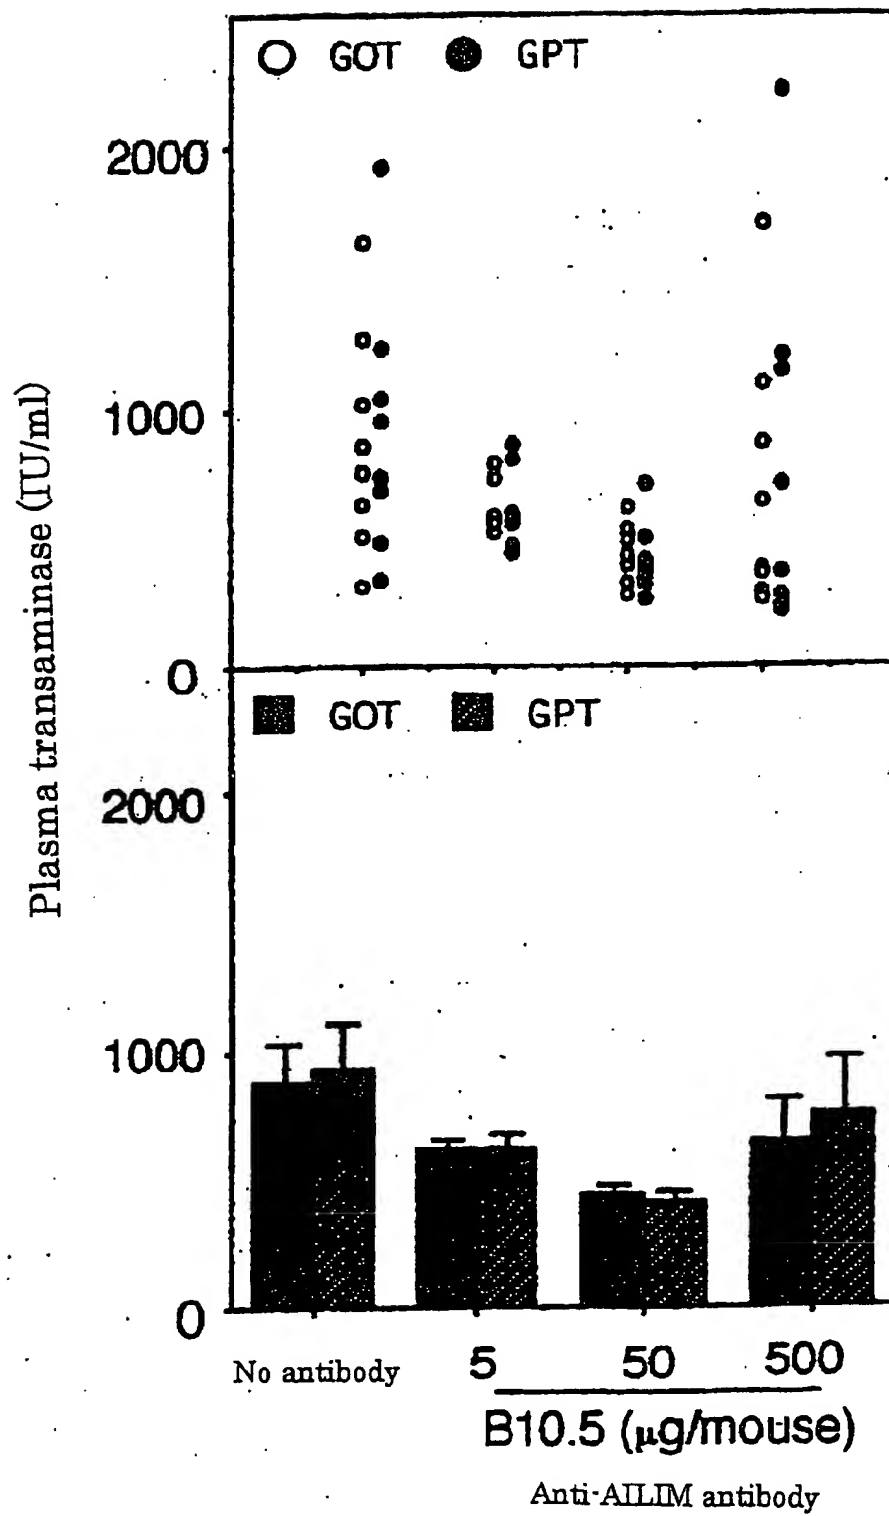 GOT GPT
2000
1000
0
Plasma transaminase (IU/ml)
GOT GPT
2000
1000
0
No antibody 5 50 500
B10.5 (μg/mouse)
Anti-AILIM antibody